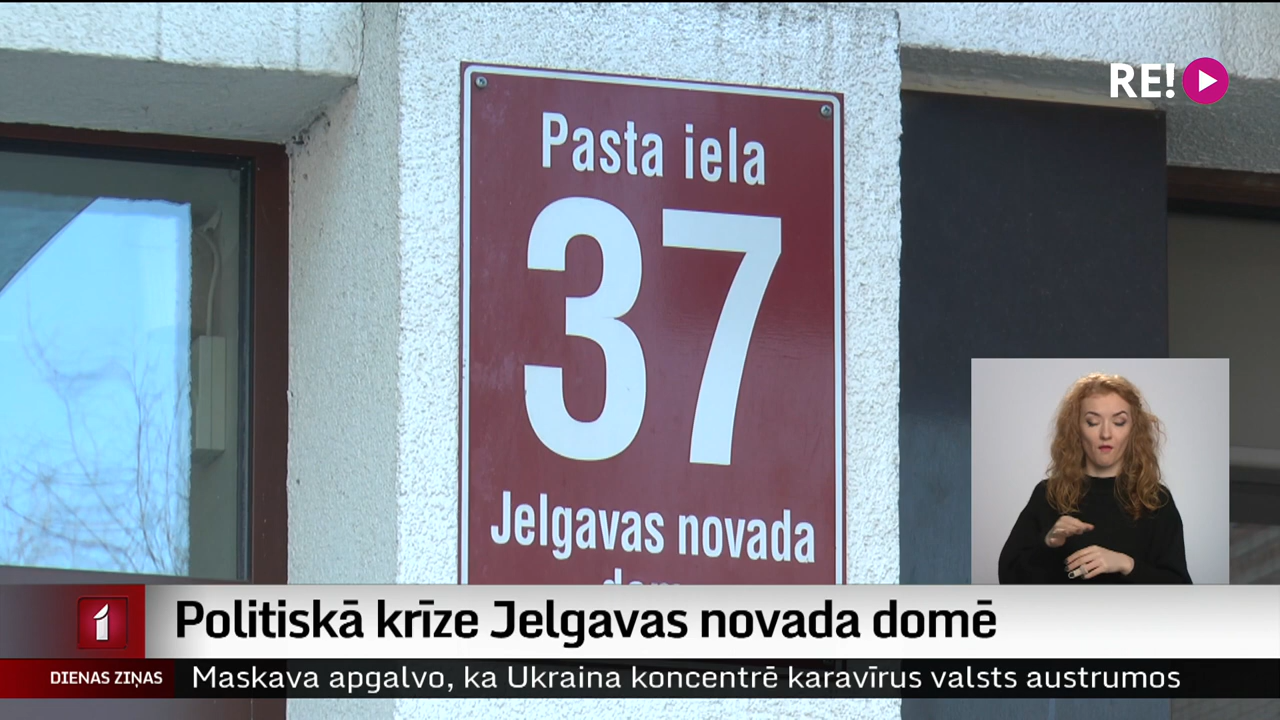 RE!
Pasta iela
37
Jelgavas novada
1
Politiskā krīze Jelgavas novada domē
DIENAS ZIŅAS
Maskava apgalvo, ka Ukraina koncentrē karavīrus valsts austrumos